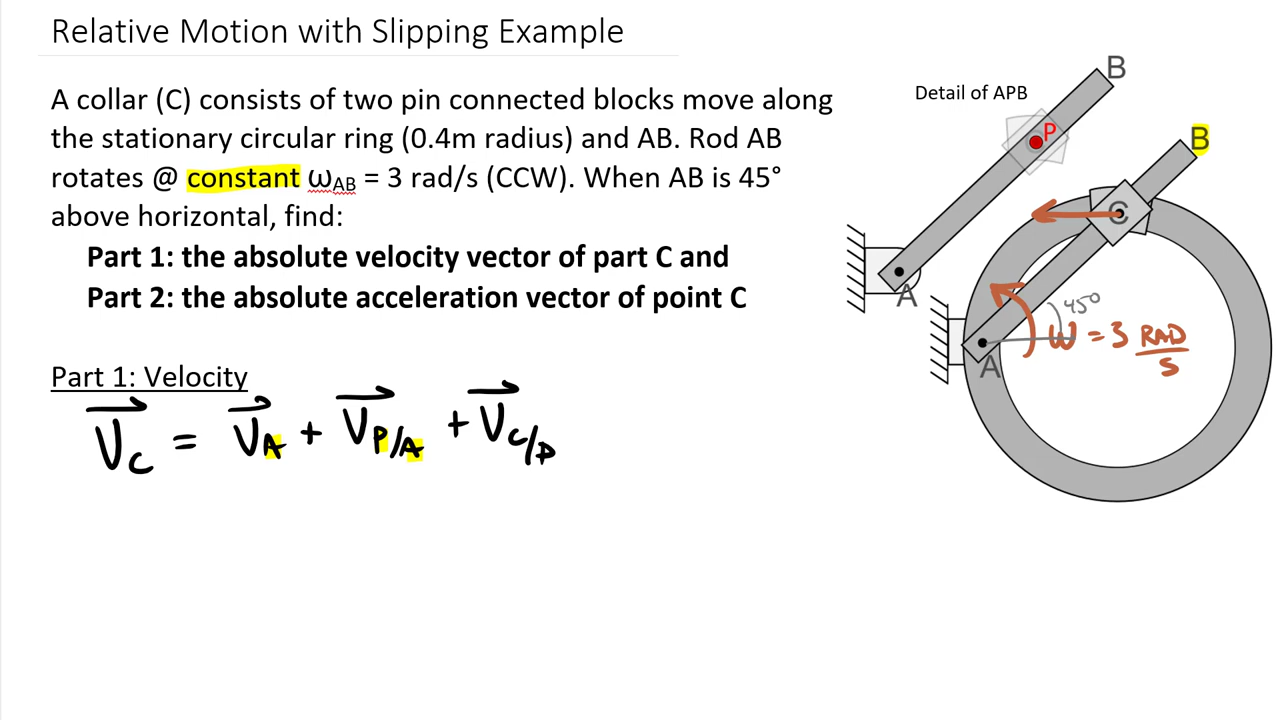 Relative Motion with Slipping Example
A collar (C) consists of two pin connected blocks move along
the stationary circular ring (0.4m radius) and AB. Rod AB
rotates @ constant ωAB = 3 rad/s (CCW). When AB is 45°
above horizontal, find:
Part 1: the absolute velocity vector of part C and
Part 2: the absolute acceleration vector of point C
Part 1: Velocity
VC = VA + VP/A + VC/P
Detail of APB
B
P
A
B
C
45°
ω = 3 RAD/S
A